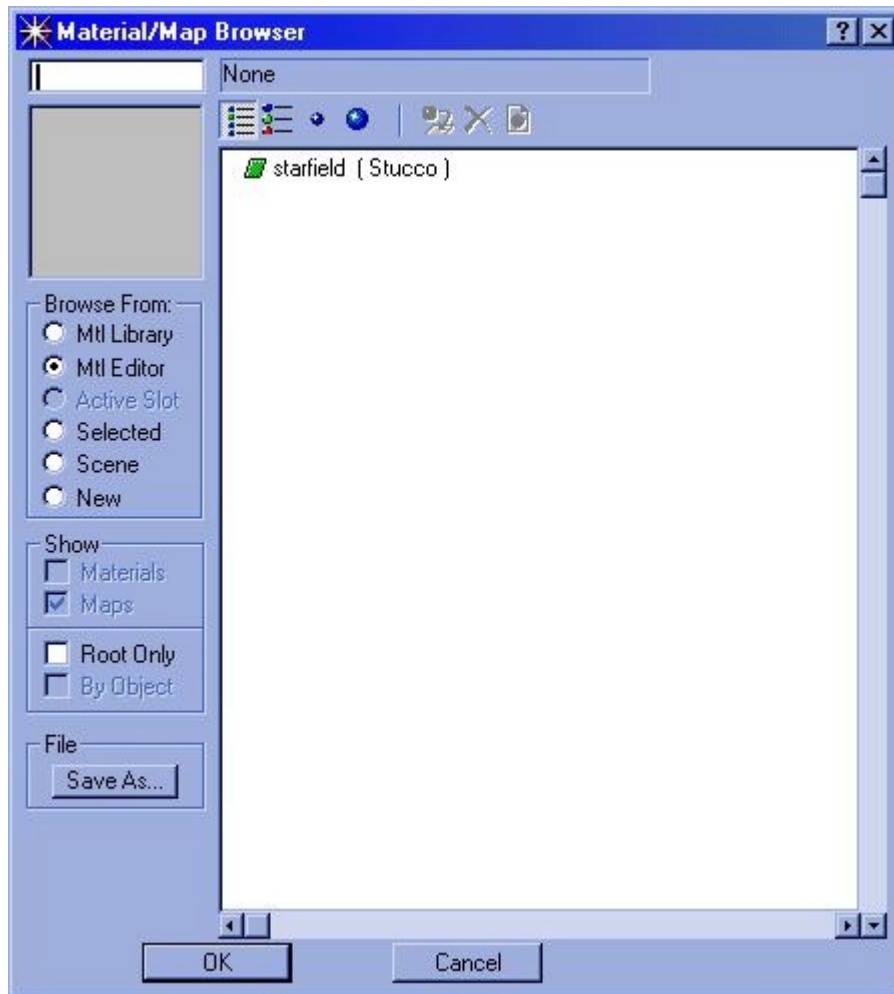 Material/Map Browser
None
starfield ( Stucco )
Browse From:
Mtl Library
Mtl Editor
Active Slot
Selected
Scene
New
Show
Materials
Maps
Root Only
By Object
File
Save As...
OK
Cancel